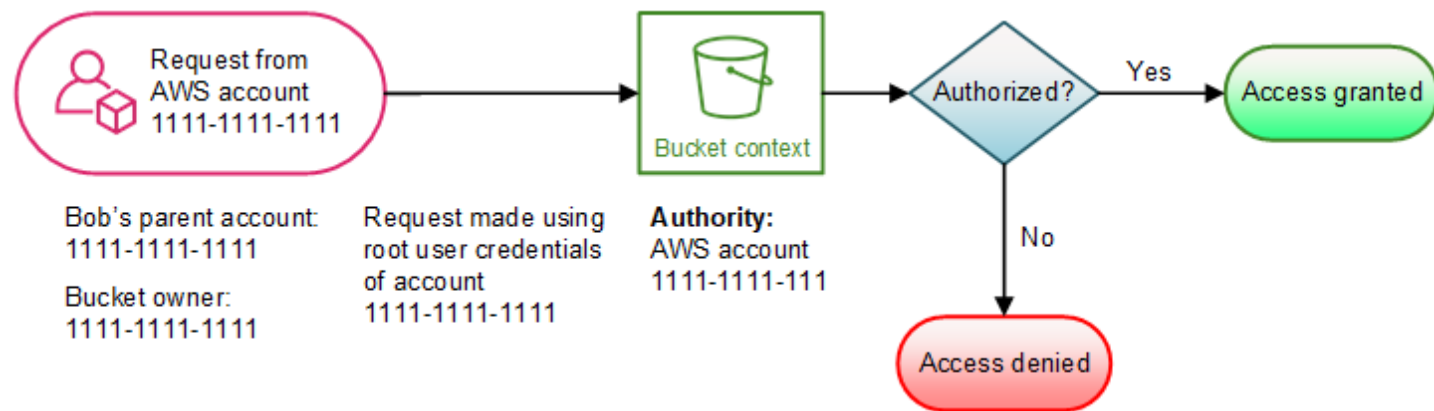 Request from
AWS account
1111-1111-1111
Bucket context
Authorized?
Yes
Access granted
No
Access denied
Bob's parent account:
1111-1111-1111
Bucket owner:
1111-1111-1111
Request made using
root user credentials
of account
1111-1111-1111
Authority:
AWS account
1111-1111-111